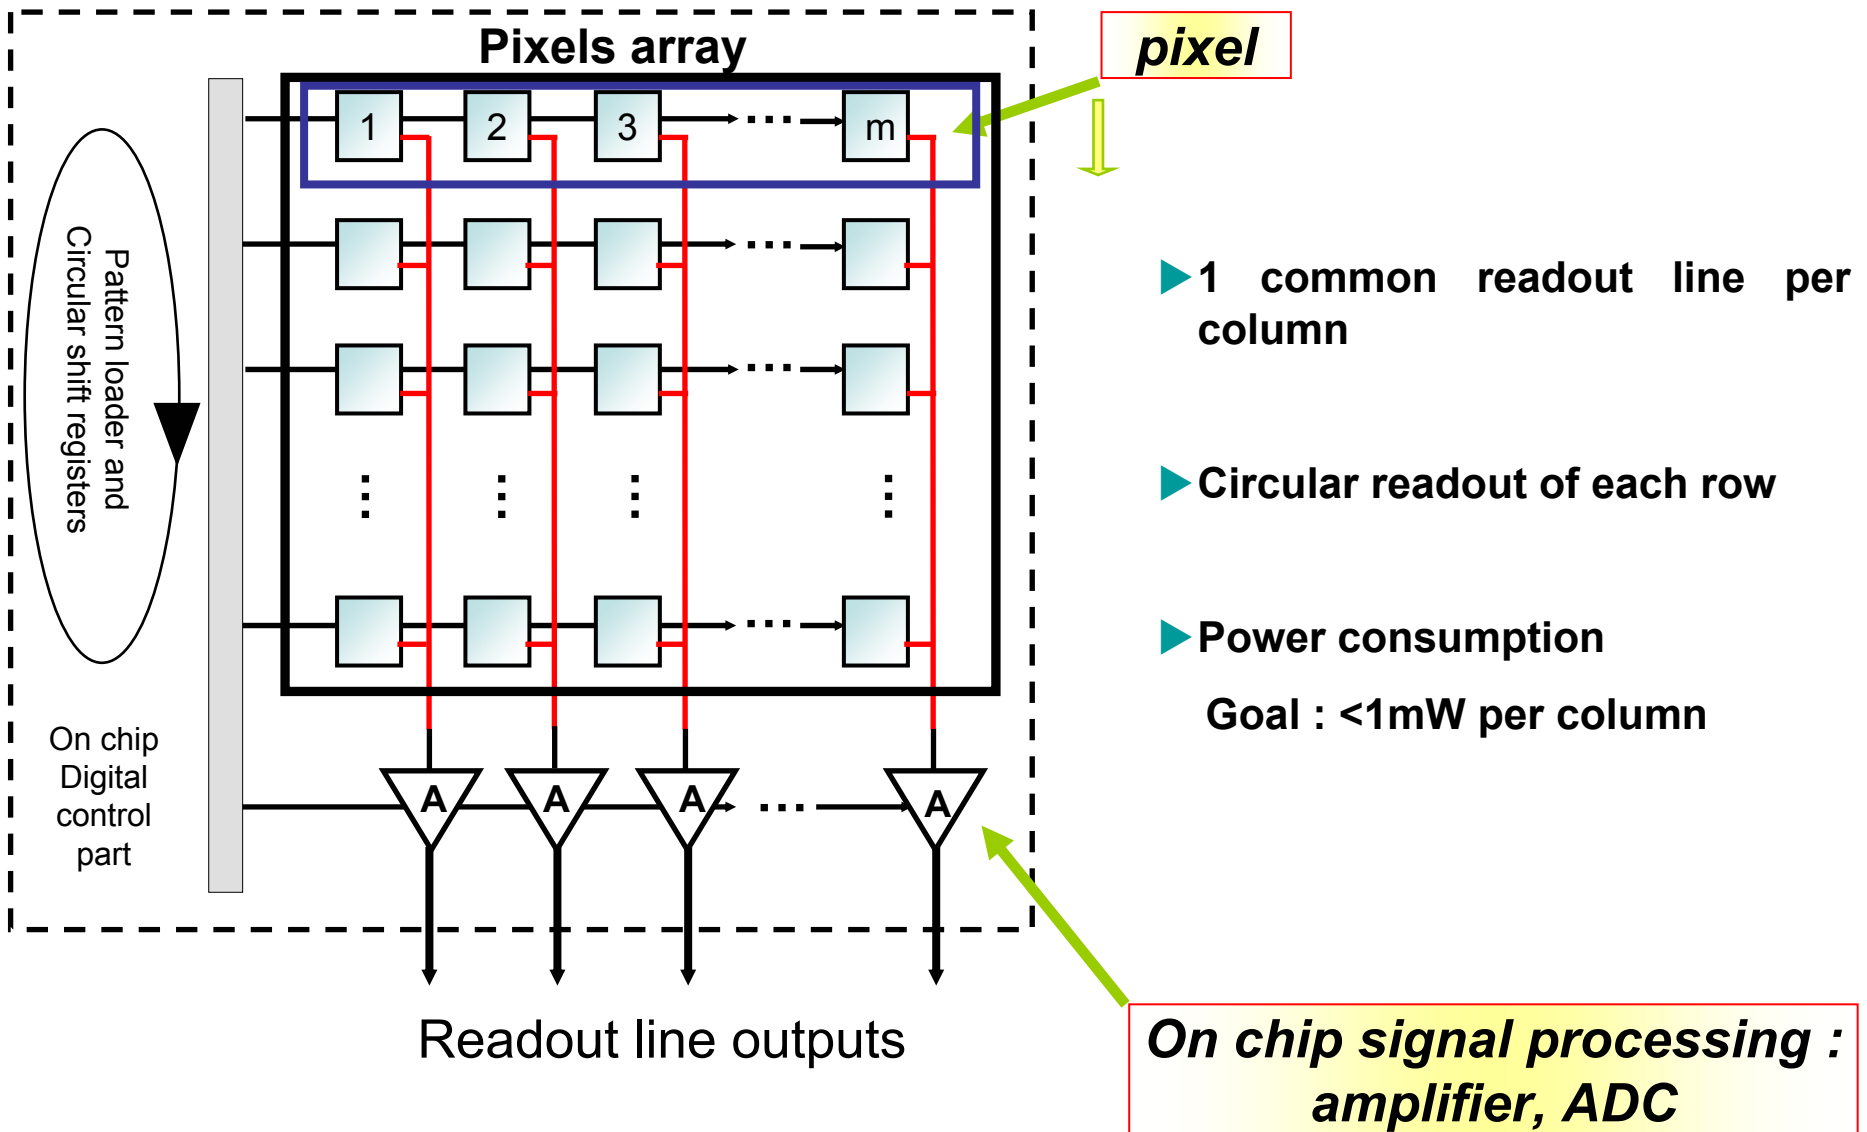 Pixels array
pixel
1
2
3
...
m
...
...
...
Pattern loader and
Circular shift registers
On chip
Digital
control
part
A
A
A
...
A
Readout line outputs
1 common readout line per
column
Circular readout of each row
Power consumption
Goal : <1mW per column
On chip signal processing :
amplifier, ADC